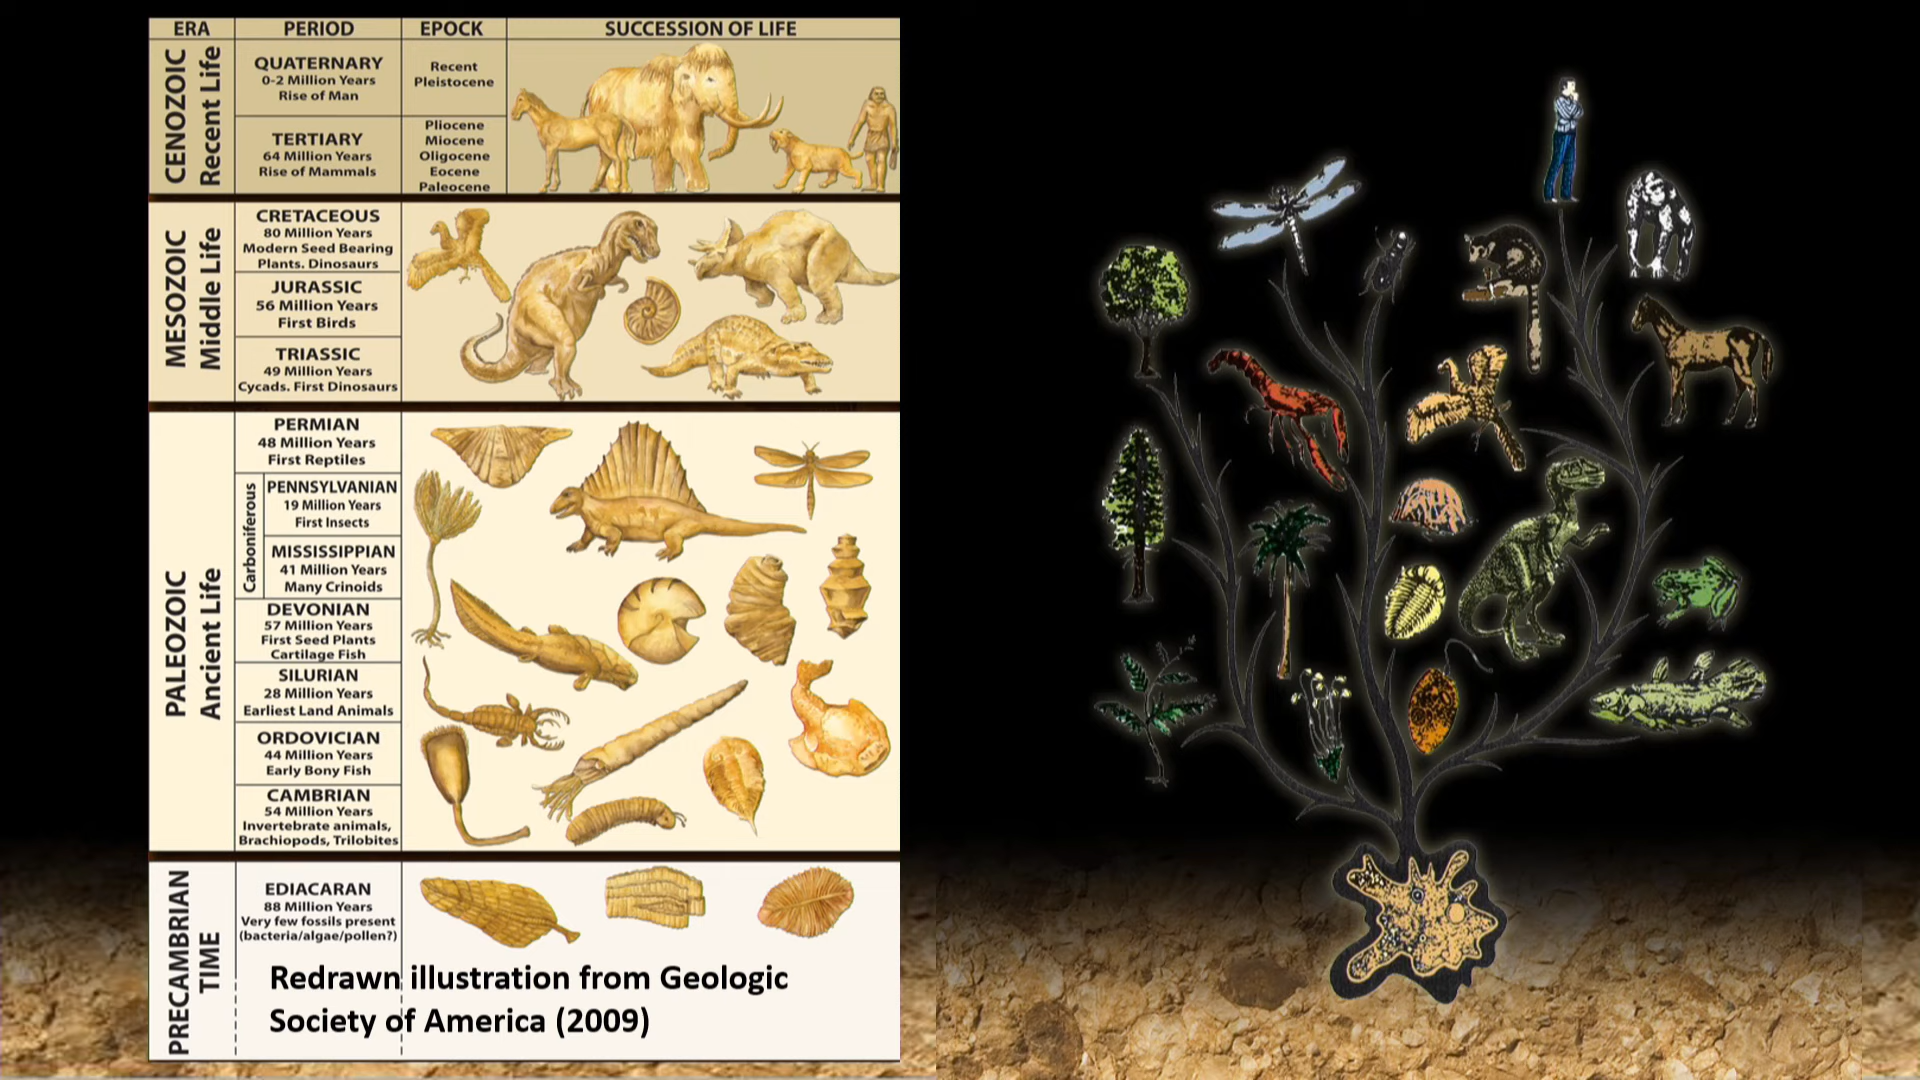 ERA
PERIOD
EPOCH
SUCCESSION OF LIFE
CENOZOIC
Recent Life
QUATERNARY
0-2 Million Years
Rise of Man
Recent
Pleistocene
TERTIARY
64 Million Years
Rise of Mammals
Pliocene
Miocene
Oligocene
Eocene
Paleocene
MESOZOIC
Middle Life
CRETACEOUS
80 Million Years
Modern Seed Bearing
Plants. Dinosaurs
JURASSIC
56 Million Years
First Birds
TRIASSIC
49 Million Years
Cycads. First Dinosaurs
PALEOZOIC
Ancient Life
PERMIAN
48 Million Years
First Reptiles
Carboniferous
PENNSYLVANIAN
19 Million Years
First Insects
MISSISSIPPIAN
41 Million Years
Many Crinoids
DEVONIAN
57 Million Years
First Seed Plants
Cartilage Fish
SILURIAN
28 Million Years
Earliest Land Animals
ORDOVICIAN
44 Million Years
Early Bony Fish
CAMBRIAN
54 Million Years
Invertebrate animals,
Brachiopods, Trilobites
PRECAMBRIAN
TIME
EDIACARAN
88 Million Years
Very few fossils present
(bacteria/algae/pollen?)
Redrawn illustration from Geologic
Society of America (2009)